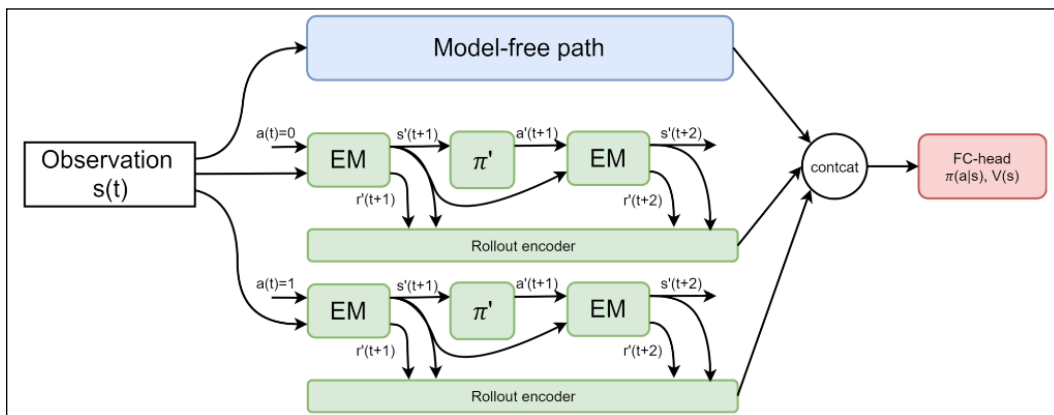 Model-free path
Observation
s(t)
a(t)=0
EM
s'(t+1)
π'
a'(t+1)
EM
s'(t+2)
r'(t+1)
r'(t+2)
Rollout encoder
contcat
FC-head
π(a|s), V(s)
a(t)=1
EM
s'(t+1)
π'
a'(t+1)
EM
s'(t+2)
r'(t+1)
r'(t+2)
Rollout encoder